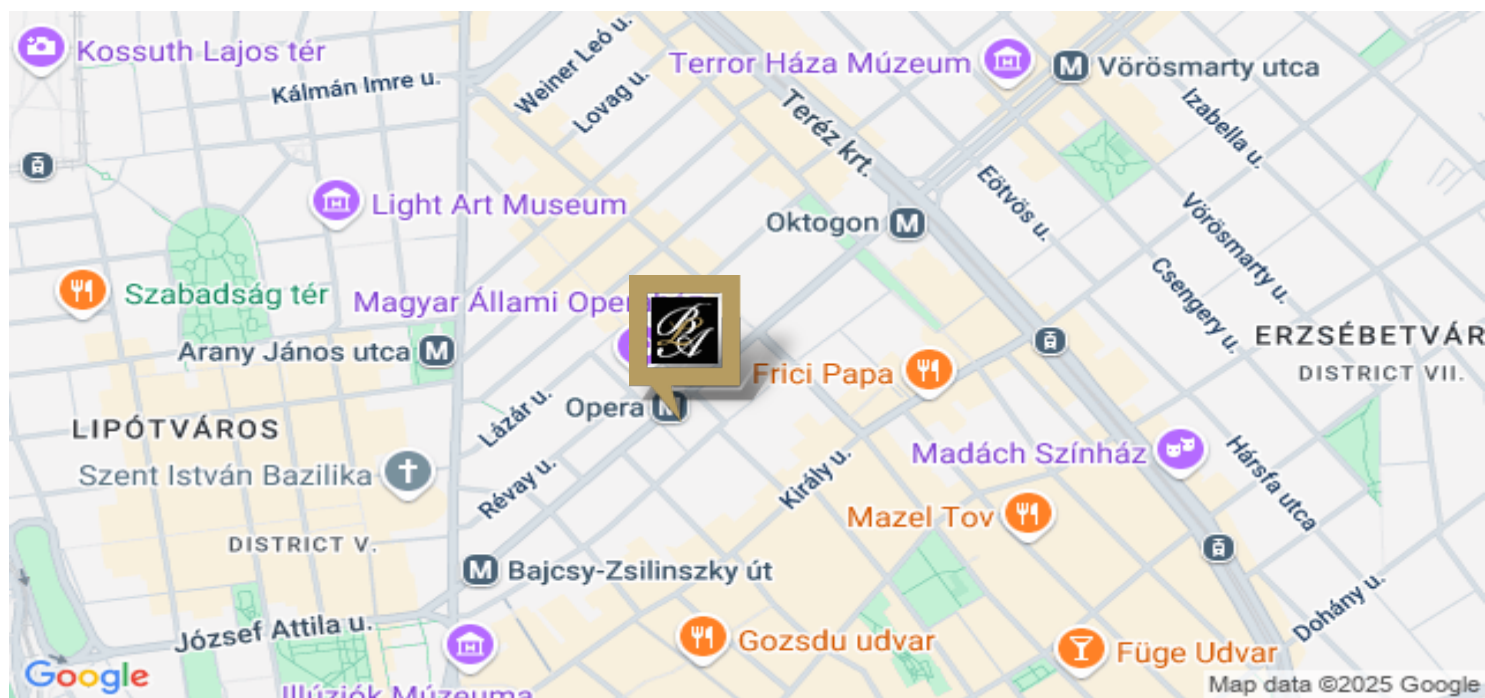 Kossuth Lajos tér
Kálmán Imre u.
Weiner Leó u.
Lovag u.
Terror Háza Múzeum
M Vörösmarty utca
Teréz krt.
Izabella u.
Eötvös u.
Light Art Museum
Oktogon M
Vörösmarty u.
Szabadság tér
Magyar Állami Oper
Csengery u.
Arany János utca M
ERZSÉBETVÁR
DISTRICT VII.
Frici Papa
Lázár u.
Opera M
LIPÓTVÁROS
Szent István Bazilika
Révay u.
Király u.
Madách Színház
Hársfa utca
Mazel Tov
DISTRICT V.
M Bajcsy-Zsilinszky út
József Attila u.
Gozsdu udvar
Füge Udvar
Dohány u.
Illúziók Múzeuma
Google
Map data ©2025 Google